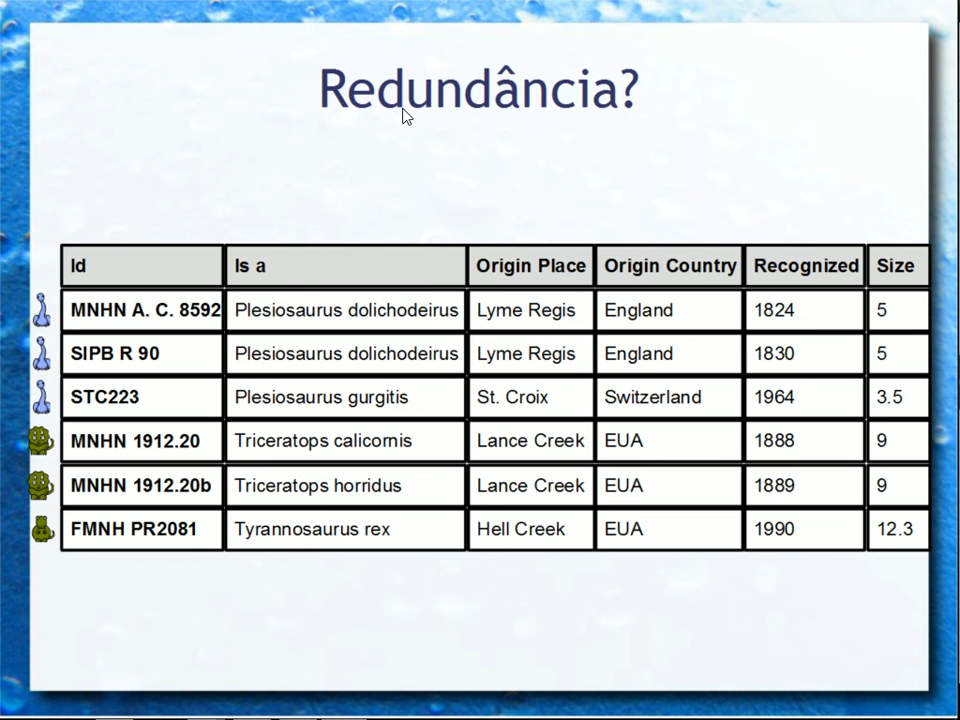 Redundância?
Id Is a Origin Place Origin Country Recognized Size
MNHN A. C. 8592 Plesiosaurus dolichodeirus Lyme Regis England 1824 5
SIPB R 90 Plesiosaurus dolichodeirus Lyme Regis England 1830 5
STC223 Plesiosaurus gurgitis St. Croix Switzerland 1964 3.5
MNHN 1912.20 Triceratops calicornis Lance Creek EUA 1888 9
MNHN 1912.20b Triceratops horridus Lance Creek EUA 1889 9
FMNH PR2081 Tyrannosaurus rex Hell Creek EUA 1990 12.3